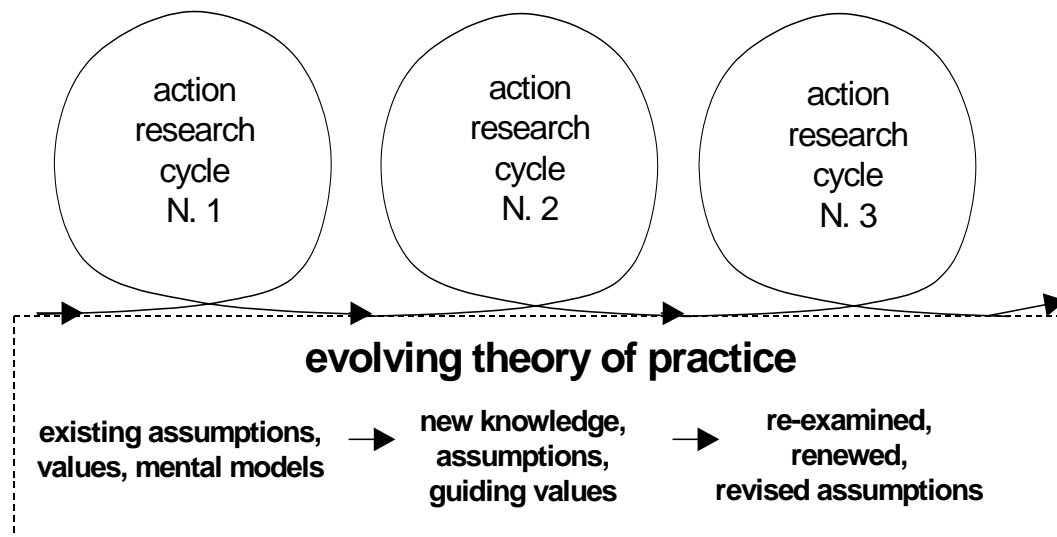 action
research
cycle
N. 1
action
research
cycle
N. 2
action
research
cycle
N. 3
evolving theory of practice
existing assumptions,
values, mental models
new knowledge,
assumptions,
guiding values
re-examined,
renewed,
revised assumptions